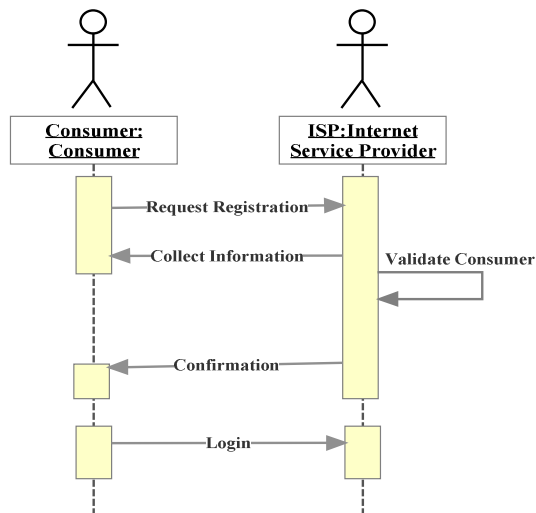 Consumer:
Consumer
ISP:Internet
Service Provider
Request Registration
Collect Information
Validate Consumer
Confirmation
Login